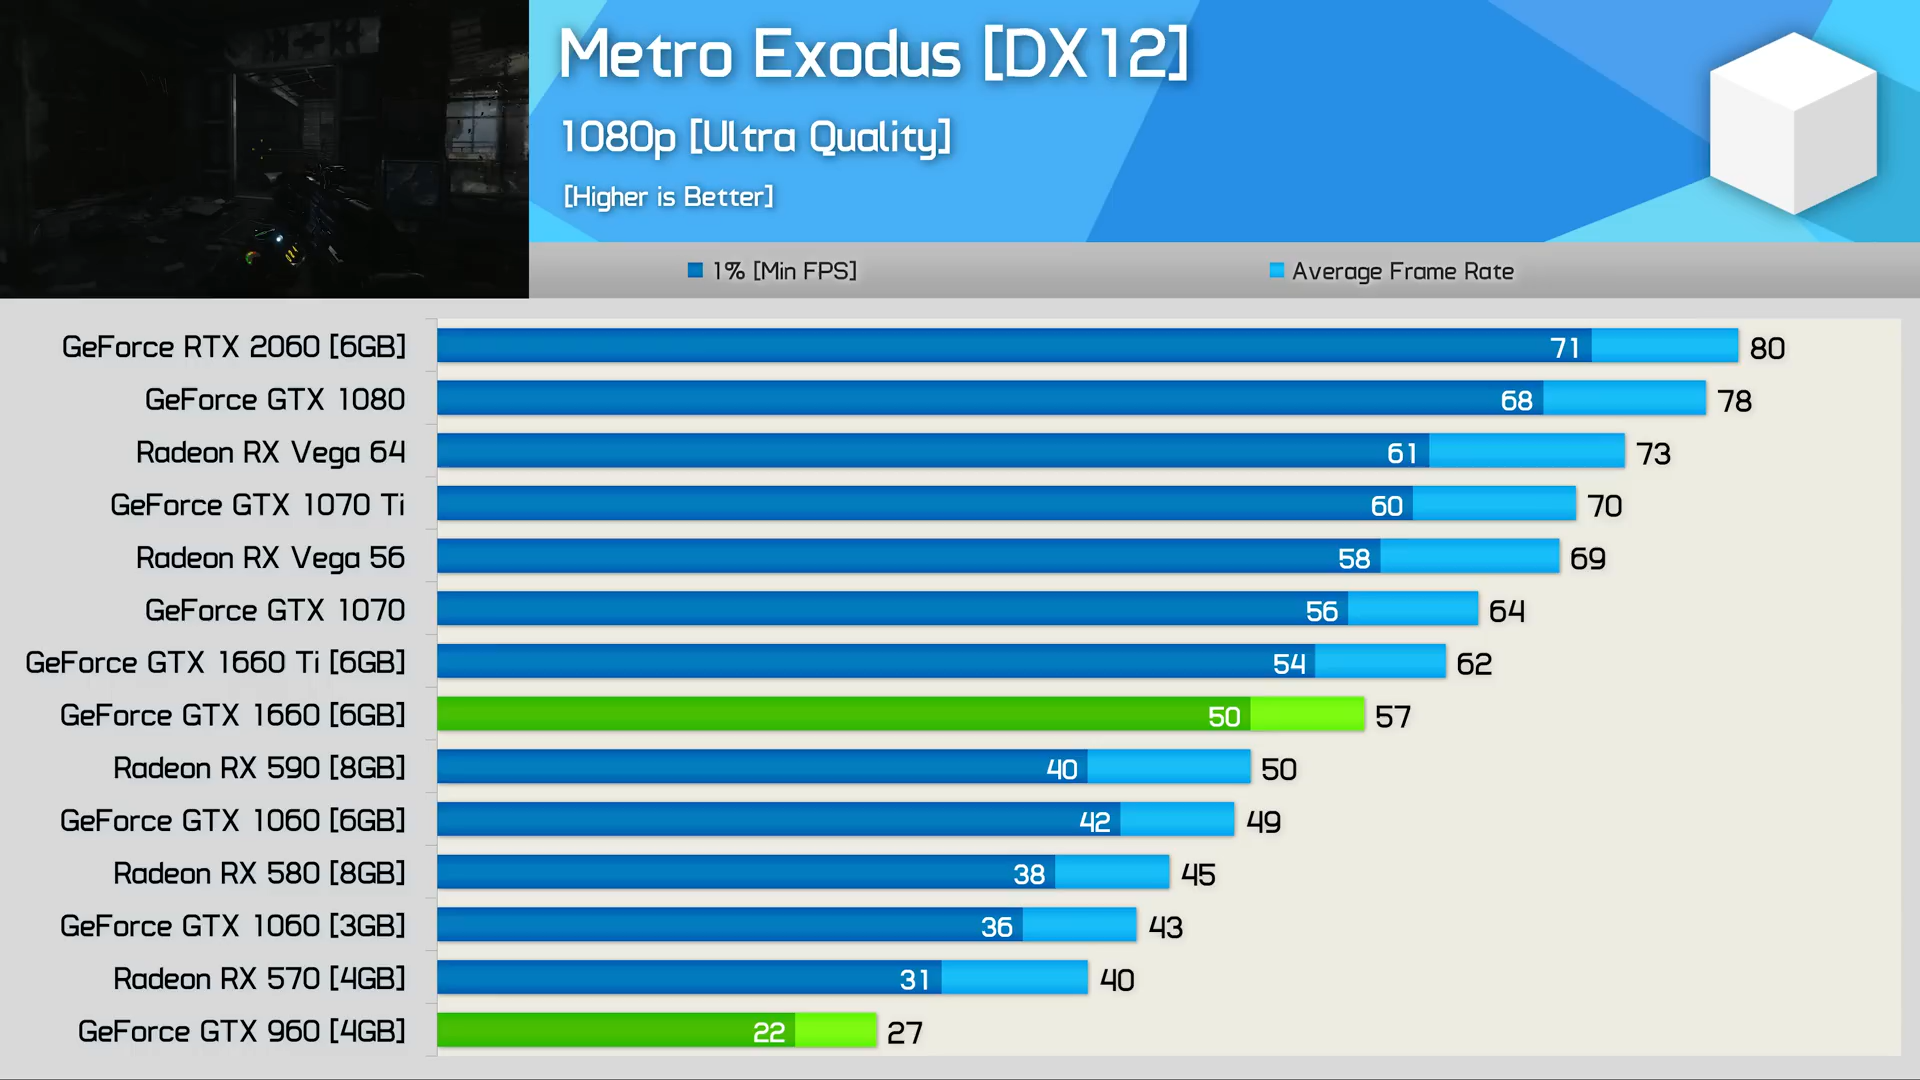 Metro Exodus [DX12]
1080p [Ultra Quality]
[Higher is Better]
1% [Min FPS] Average Frame Rate
GeForce RTX 2060 [6GB] 71 80
GeForce GTX 1080 68 78
Radeon RX Vega 64 61 73
GeForce GTX 1070 Ti 60 70
Radeon RX Vega 56 58 69
GeForce GTX 1070 56 64
GeForce GTX 1660 Ti [6GB] 54 62
GeForce GTX 1660 [6GB] 50 57
Radeon RX 590 [8GB] 40 50
GeForce GTX 1060 [6GB] 42 49
Radeon RX 580 [8GB] 38 45
GeForce GTX 1060 [3GB] 36 43
Radeon RX 570 [4GB] 31 40
GeForce GTX 960 [4GB] 22 27